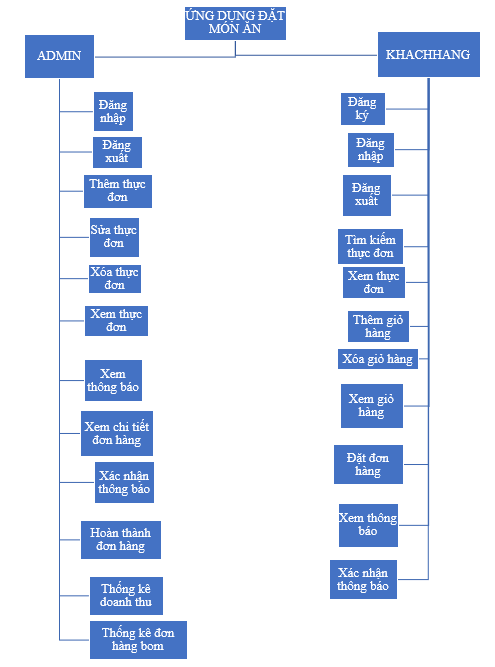 ỨNG DỤNG ĐẶT
MÓN ĂN
ADMIN
Đăng
nhập
Đăng
xuất
Thêm thực
đơn
Sửa thực
đơn
Xóa thực
đơn
Xem thực
đơn
Xem
thông báo
Xem chi tiết
đơn hàng
Xác nhận
thông báo
Hoàn thành
đơn hàng
Thống kê
doanh thu
Thống kê đơn
hàng bom
KHACHHANG
Đăng
ký
Đăng
nhập
Đăng
xuất
Tìm kiếm
thực đơn
Xem thực
đơn
Thêm giỏ
hàng
Xóa giỏ hàng
Xem giỏ
hàng
Đặt đơn
hàng
Xem thông
báo
Xác nhận
thông báo